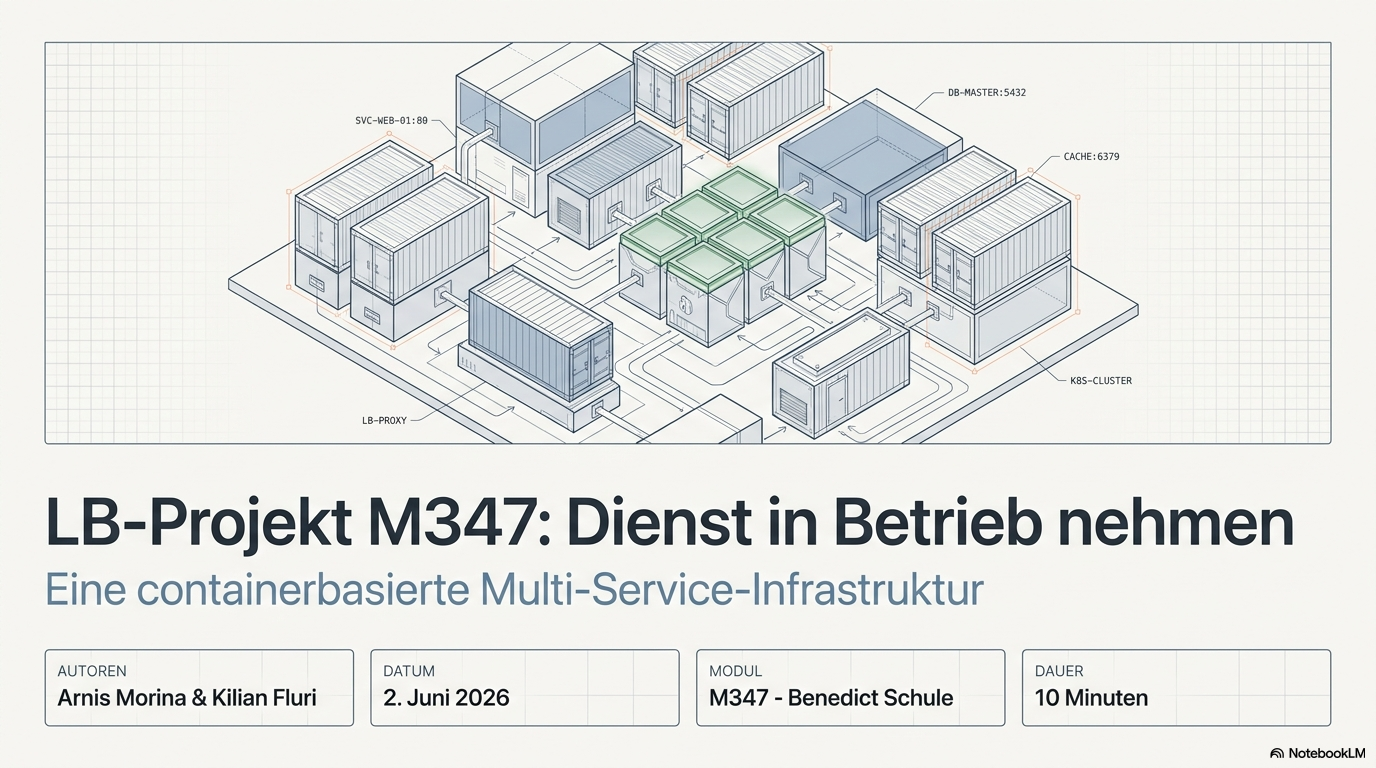 DB-MASTER:5432
SVC-WEB-01:80
CACHE:6379
K8S-CLUSTER
LB-PROXY
LB-Projekt M347: Dienst in Betrieb nehmen
Eine containerbasierte Multi-Service-Infrastruktur
AUTOREN
Arnis Morina & Kilian Fluri
DATUM
2. Juni 2026
MODUL
M347 - Benedict Schule
DAUER
10 Minuten
NotebookLM